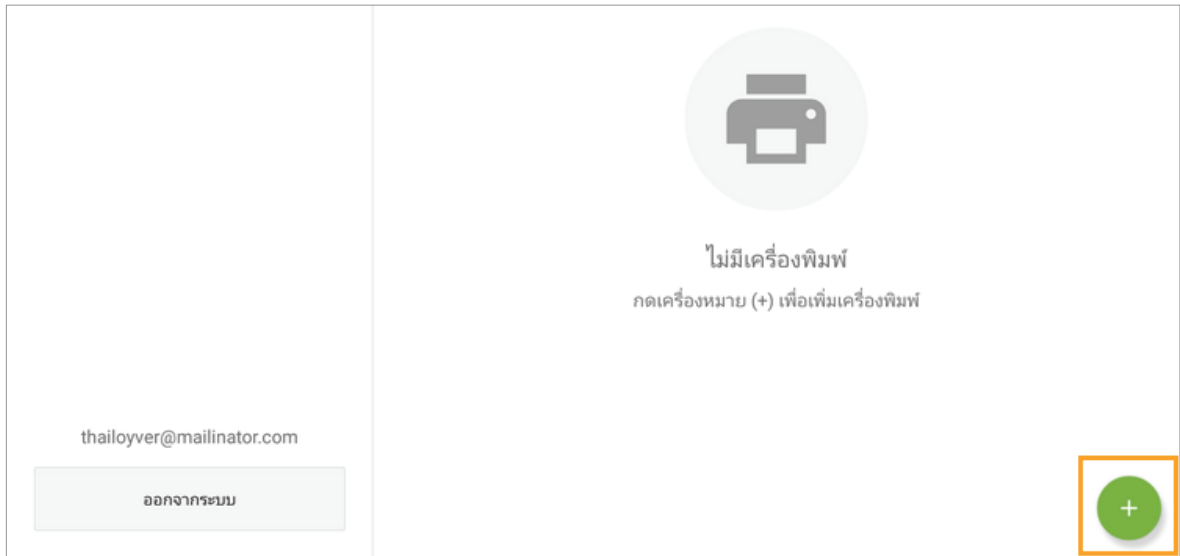 ไม่มีเครื่องพิมพ์
กดเครื่องหมาย (+) เพื่อเพิ่มเครื่องพิมพ์
thailoyver@mailinator.com
ออกจากระบบ
+